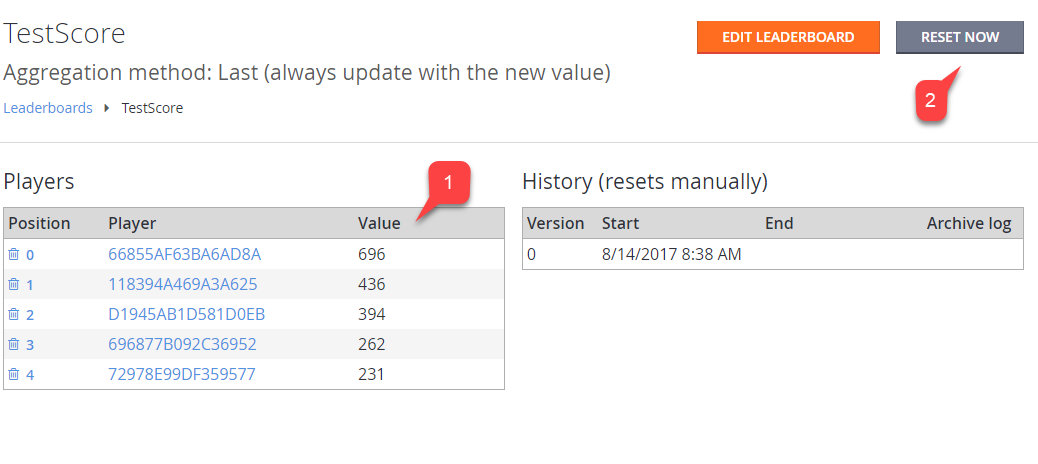 TestScore
EDIT LEADERBOARD
RESET NOW
Aggregation method: Last (always update with the new value)
2
Leaderboards TestScore
Players
1
Position Player Value
0 66855AF63BA6AD8A 696
1 118394A469A3A625 436
2 D1945AB1D581D0EB 394
3 696877B092C36952 262
4 72978E99DF359577 231
History (resets manually)
Version Start End Archive log
0 8/14/2017 8:38 AM